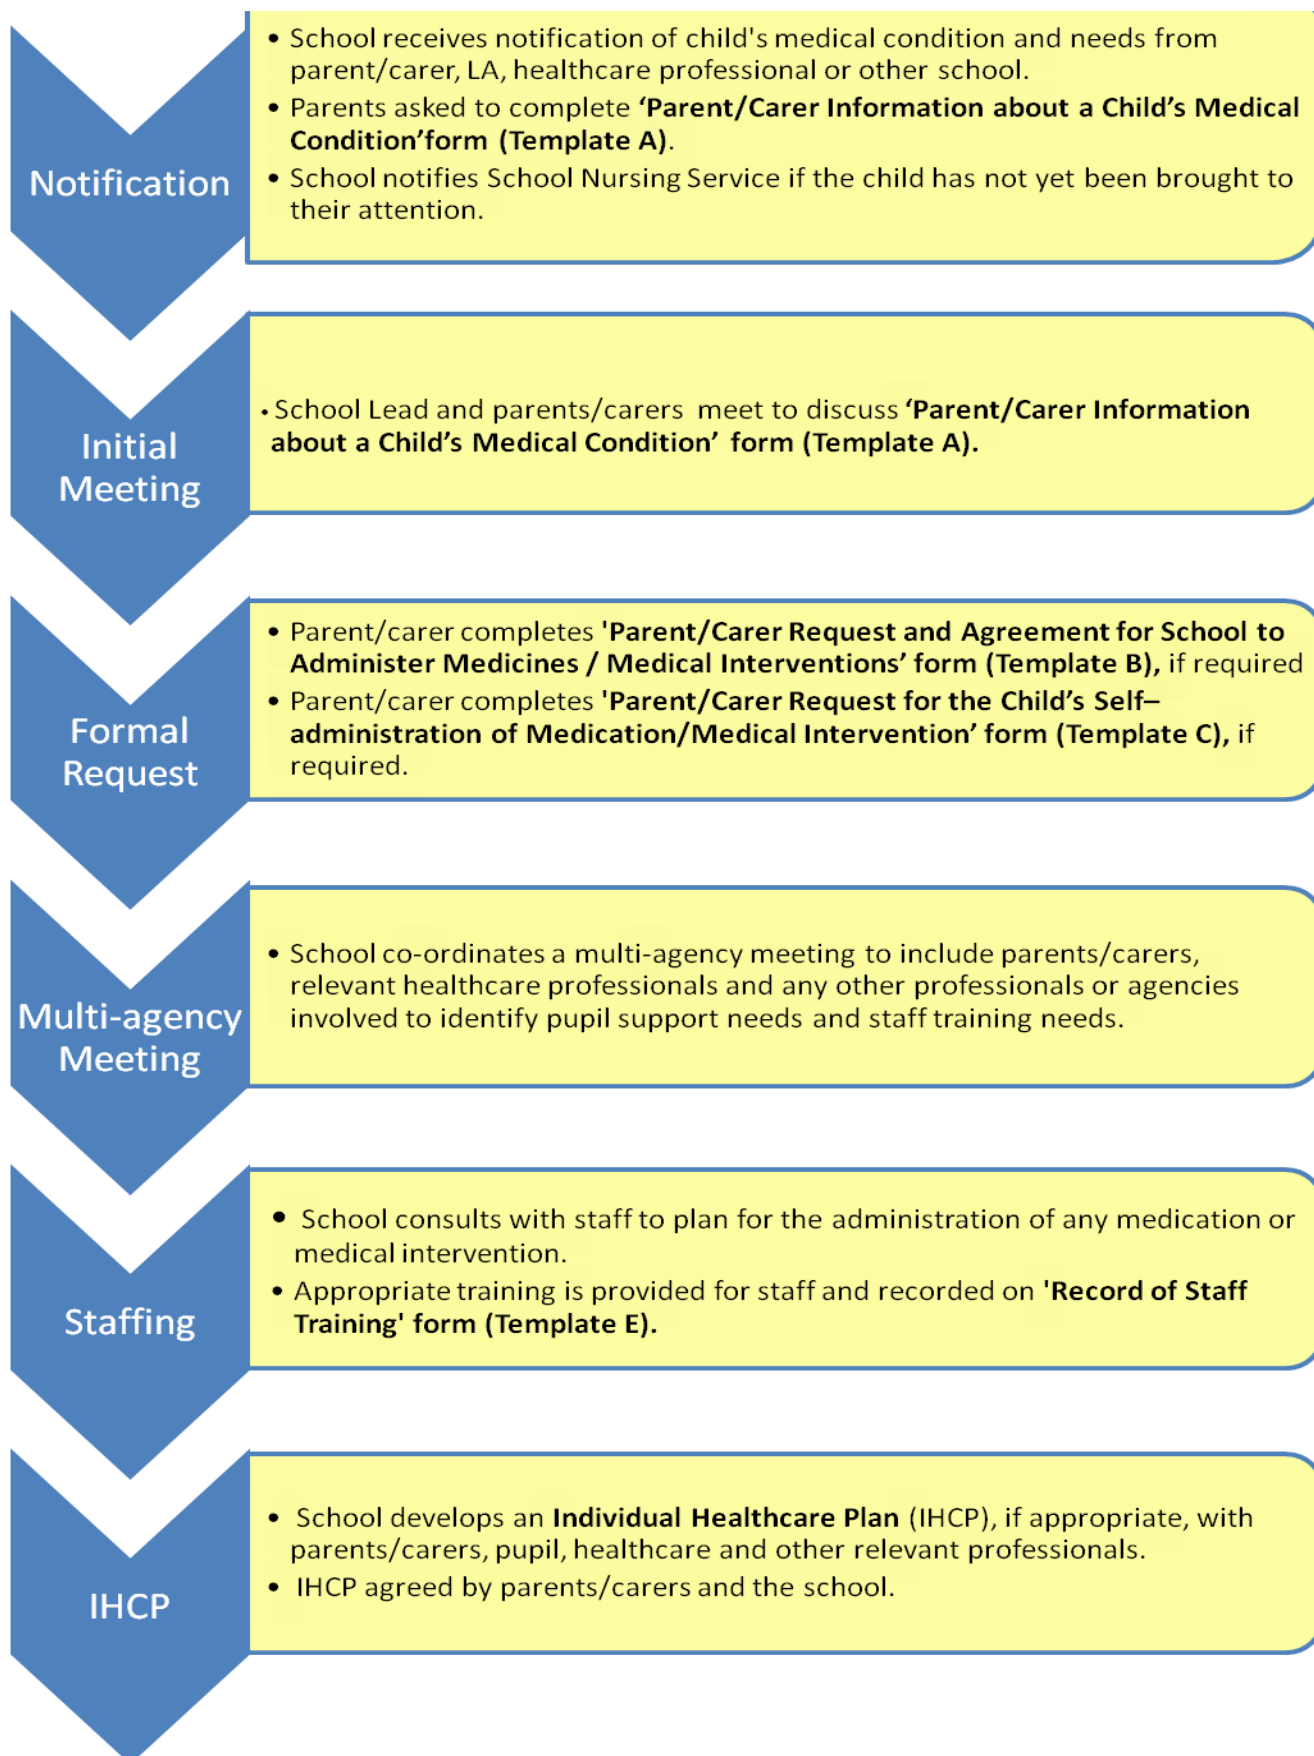 • School receives notification of child's medical condition and needs from
parent/carer, LA, healthcare professional or other school.
• Parents asked to complete ‘Parent/Carer Information about a Child’s Medical
Condition’form (Template A).
• School notifies School Nursing Service if the child has not yet been brought to
their attention.
Notification
• School Lead and parents/carers meet to discuss ‘Parent/Carer Information
about a Child’s Medical Condition’ form (Template A).
Initial
Meeting
• Parent/carer completes 'Parent/Carer Request and Agreement for School to
Administer Medicines / Medical Interventions’ form (Template B), if required
• Parent/carer completes 'Parent/Carer Request for the Child’s Self–
administration of Medication/Medical Intervention’ form (Template C), if
required.
Formal
Request
• School co-ordinates a multi-agency meeting to include parents/carers,
relevant healthcare professionals and any other professionals or agencies
involved to identify pupil support needs and staff training needs.
Multi-agency
Meeting
• School consults with staff to plan for the administration of any medication or
medical intervention.
• Appropriate training is provided for staff and recorded on 'Record of Staff
Training' form (Template E).
Staffing
• School develops an Individual Healthcare Plan (IHCP), if appropriate, with
parents/carers, pupil, healthcare and other relevant professionals.
• IHCP agreed by parents/carers and the school.
IHCP